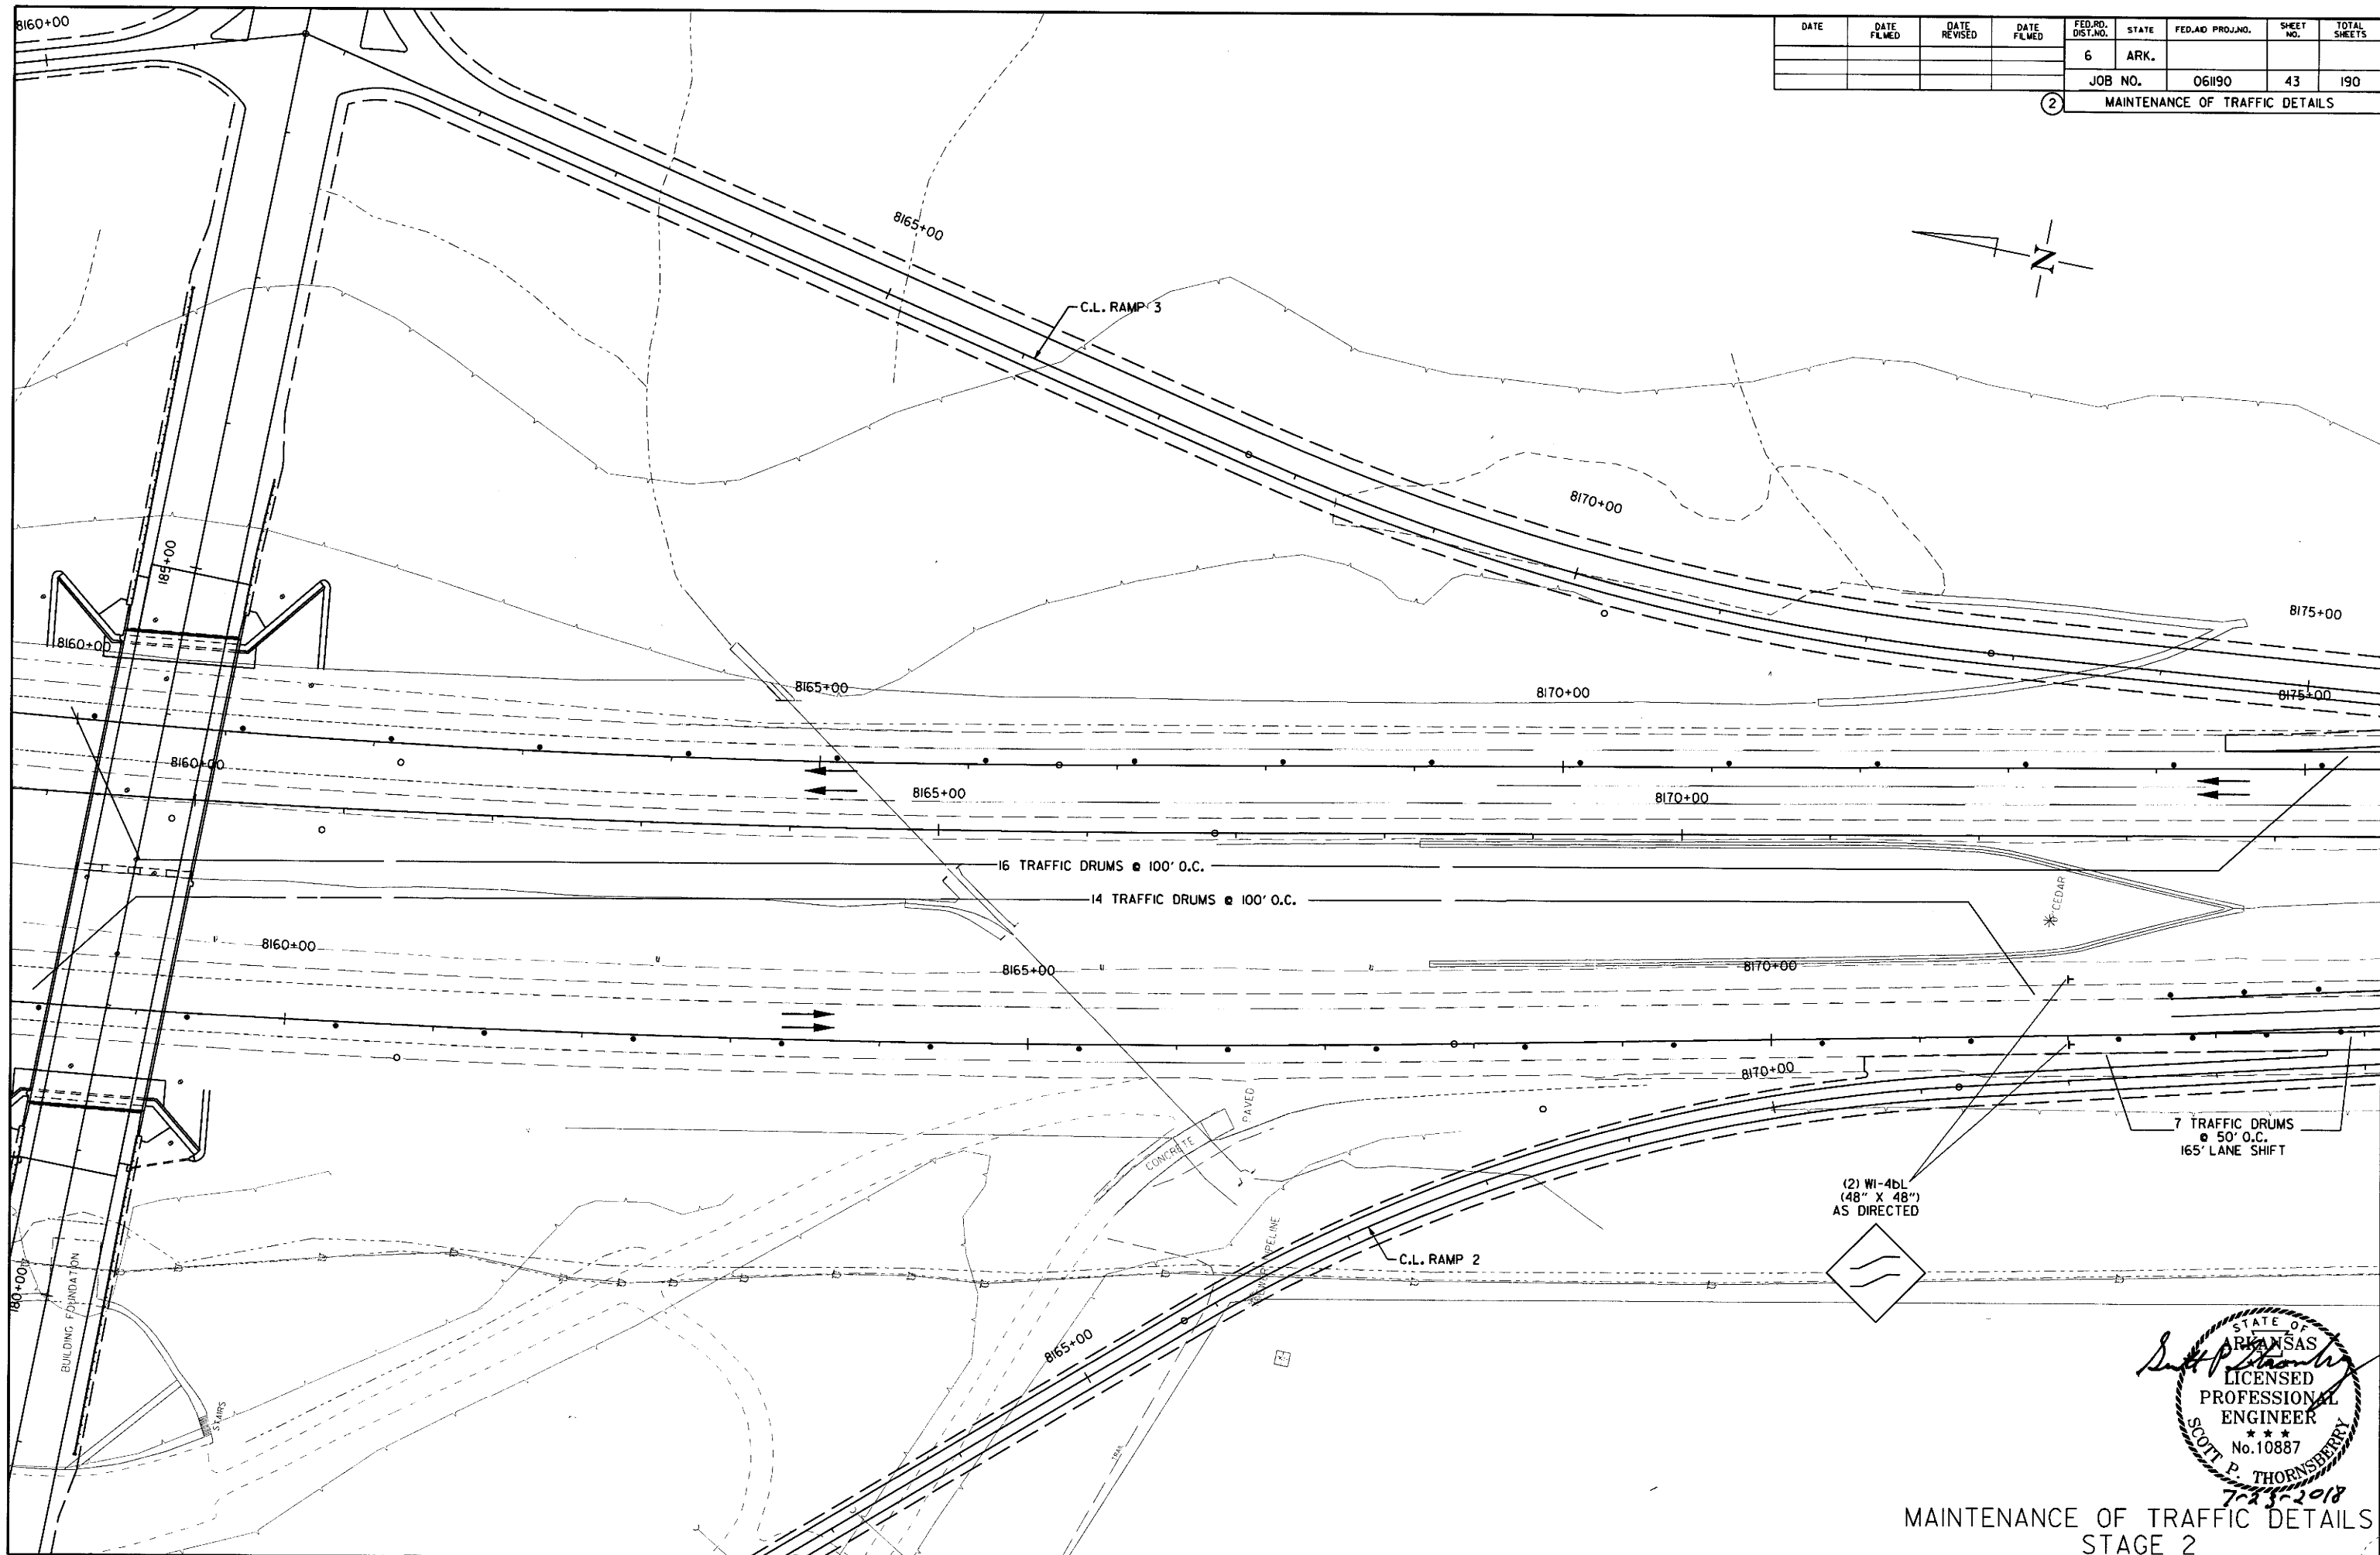 8160+00
DATE
DATE FILMED
DATE REVISED
DATE FILMED
FED.RD. DIST.NO.
STATE
FED.AID PROJ.NO.
SHEET NO.
TOTAL SHEETS
6
ARK.
JOB NO.
061190
43
190
2
MAINTENANCE OF TRAFFIC DETAILS
8165+00
N
C.L. RAMP 3
8170+00
185+00
8175+00
8160+00
8165+00
8170+00
8175+00
8160+00
8165+00
8170+00
16 TRAFFIC DRUMS @ 100' O.C.
14 TRAFFIC DRUMS @ 100' O.C.
CEDAR
8160+00
8165+00
8170+00
8170+00
PAVED
CONCRETE
7 TRAFFIC DRUMS
@ 50' O.C.
165' LANE SHIFT
(2) W1-4bL
(48" X 48")
AS DIRECTED
C.L. RAMP 2
180+00
BUILDING FOUNDATION
STAIRS
8165+00
TRAIL
STATE OF
ARKANSAS
LICENSED
PROFESSIONAL
ENGINEER
★ ★ ★
No.10887
SCOTT P. THORNSBERRY
7-23-2018
MAINTENANCE OF TRAFFIC DETAILS
STAGE 2